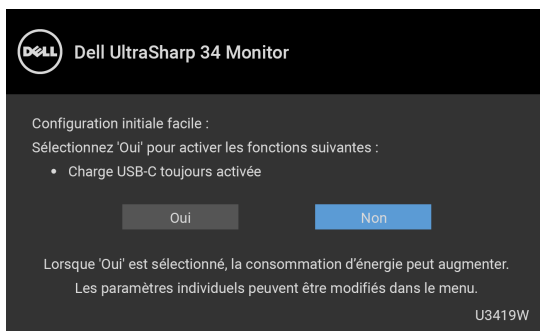 DELL Dell UltraSharp 34 Monitor
Configuration initiale facile :
Sélectionnez 'Oui' pour activer les fonctions suivantes :
• Charge USB-C toujours activée
Oui Non
Lorsque 'Oui' est sélectionné, la consommation d'énergie peut augmenter.
Les paramètres individuels peuvent être modifiés dans le menu.
U3419W